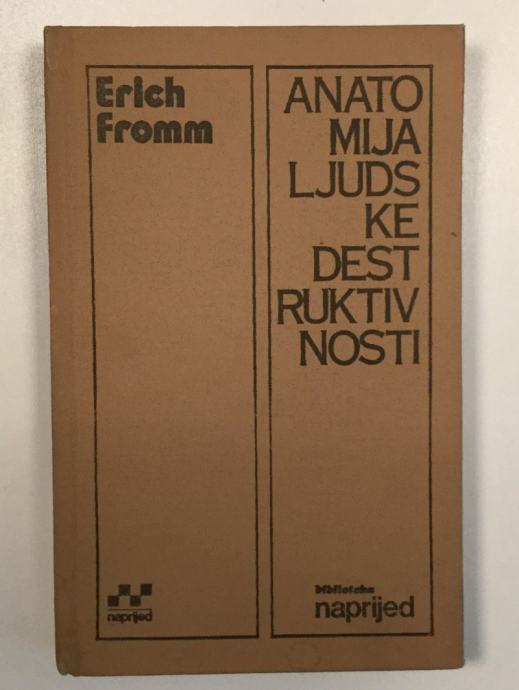 Erich
Fromm
ANATO
MIJA
LJUDS
KE
DEST
RUKTIV
NOSTI
naprijed
biblioteka
naprijed